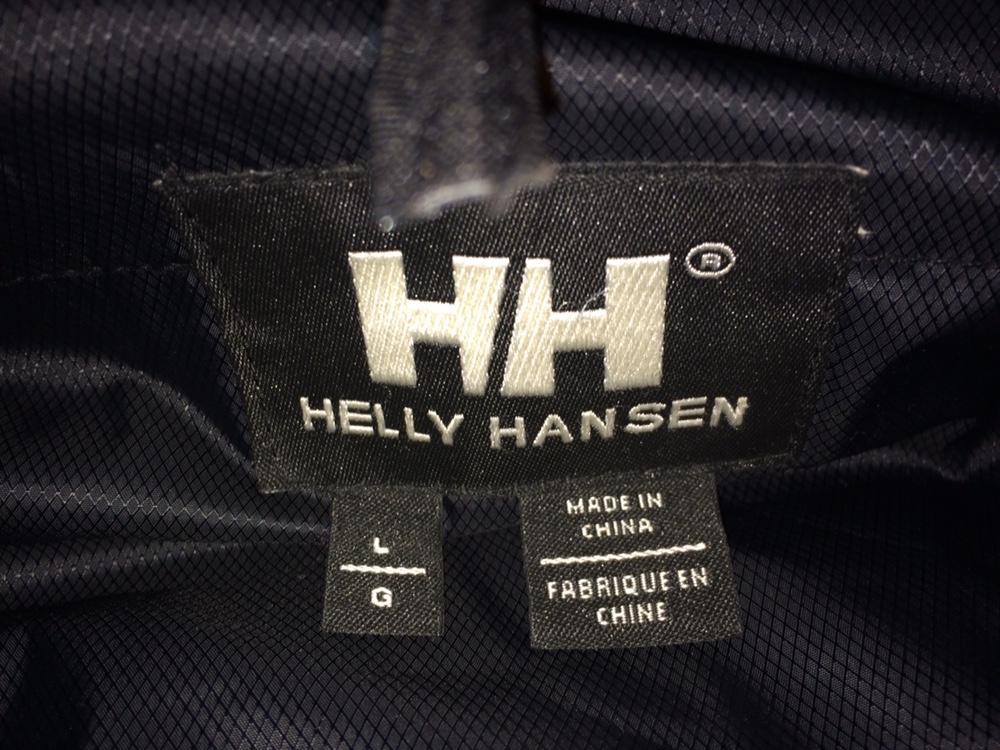 HH®
HELLY HANSEN
L
G
MADE IN
CHINA
FABRIQUE EN
CHINE